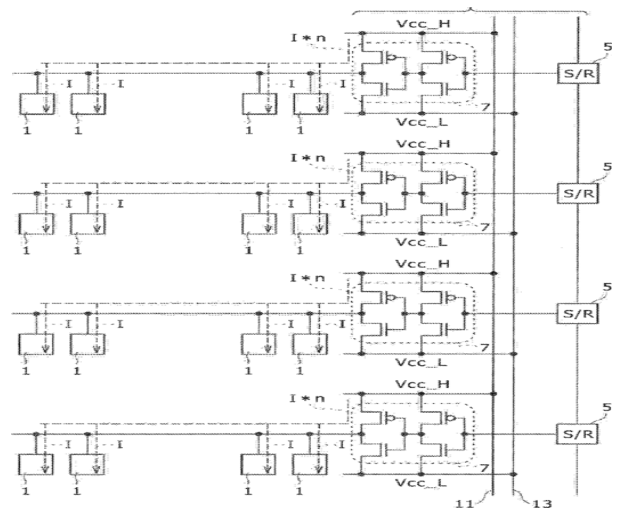 Vcc_H
I*n
5
S/R
I I I I
1 1 1 1
7
Vcc_L
Vcc_H
I*n
5
S/R
I I I I
1 1 1 1
7
Vcc_L
Vcc_H
I*n
5
S/R
I I I I
1 1 1 1
7
Vcc_L
Vcc_H
I*n
5
S/R
I I I I
1 1 1 1
7
Vcc_L
11 13